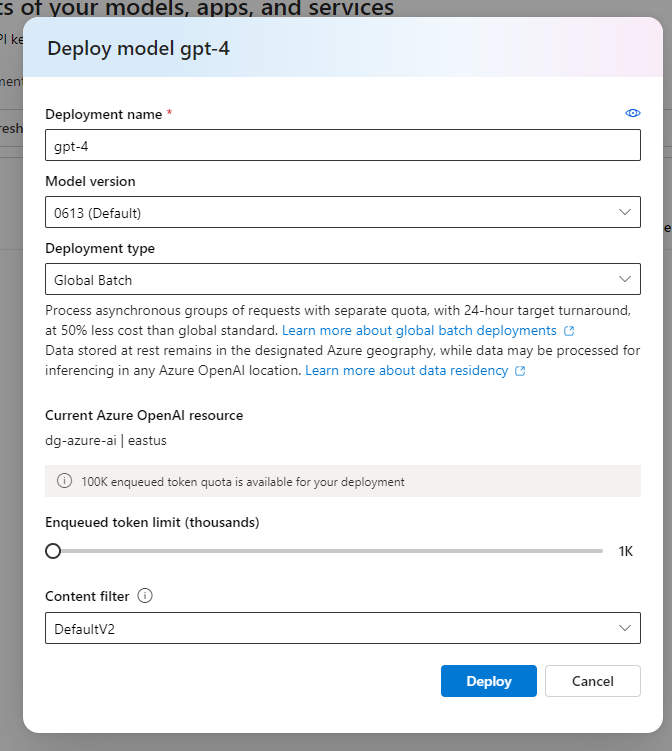 ts of your models, apps, and services
PI ke
Deploy model gpt-4
ment
resh
Deployment name *
gpt-4
Model version
0613 (Default)
Deployment type
Global Batch
Process asynchronous groups of requests with separate quota, with 24-hour target turnaround,
at 50% less cost than global standard. Learn more about global batch deployments
Data stored at rest remains in the designated Azure geography, while data may be processed for
inferencing in any Azure OpenAI location. Learn more about data residency
Current Azure OpenAI resource
dg-azure-ai | eastus
100K enqueued token quota is available for your deployment
Enqueued token limit (thousands)
1K
Content filter
DefaultV2
Deploy Cancel